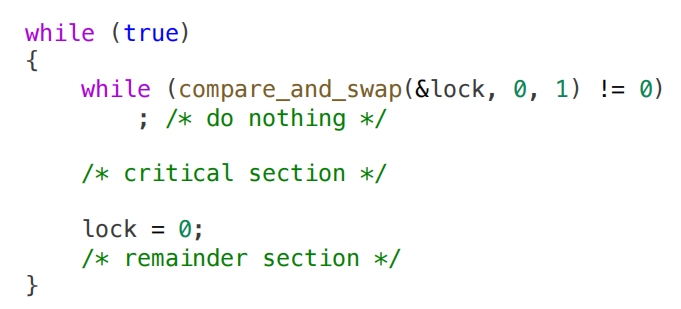 while (true)
{
    while (compare_and_swap(&lock, 0, 1) != 0)
        ; /* do nothing */
    /* critical section */
    lock = 0;
    /* remainder section */
}